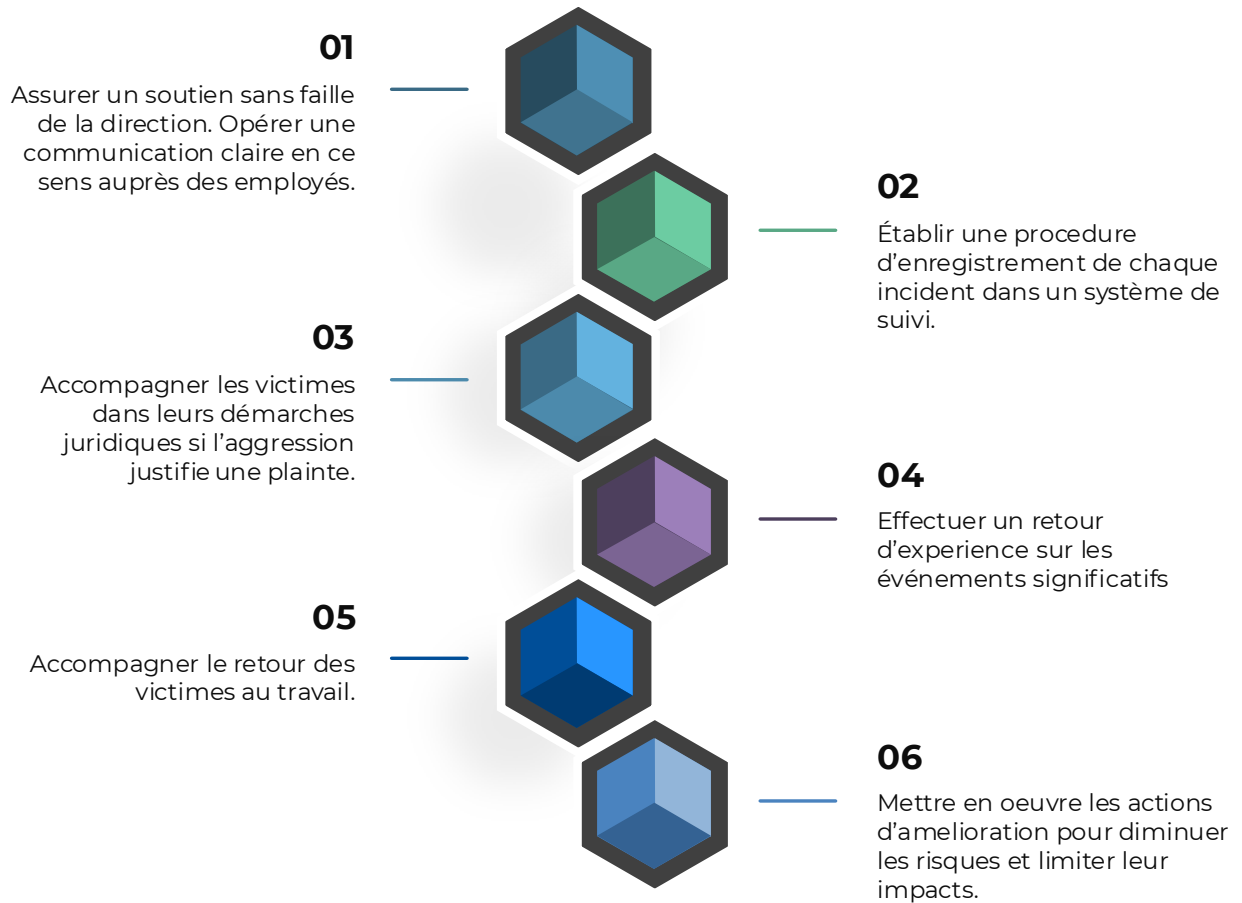 01
Assurer un soutien sans faille
de la direction. Opérer une
communication claire en ce
sens auprès des employés.
02
Établir une procedure
d’enregistrement de chaque
incident dans un système de
suivi.
03
Accompagner les victimes
dans leurs démarches
juridiques si l’aggression
justifie une plainte.
04
Effectuer un retour
d’experience sur les
événements significatifs
05
Accompagner le retour des
victimes au travail.
06
Mettre en oeuvre les actions
d’amelioration pour diminuer
les risques et limiter leur
impacts.